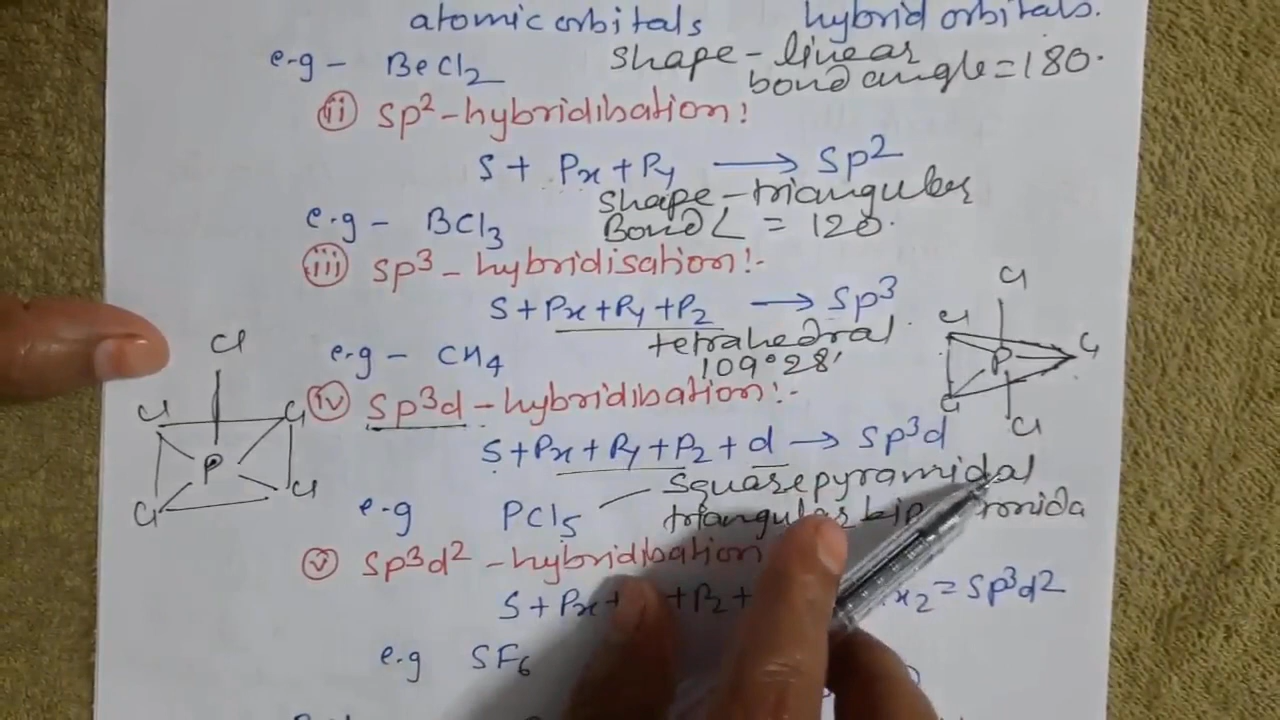 atomic orbitals hybrid orbitals.
e-g - BeCl2 shape - linear
bond angle = 180.
(ii) Sp2 - hybridisation!
S + Px + Py → Sp2
shape - triangular
e.g - BCl3 Bond ∠ = 120.
(iii) Sp3 - hybridisation!-
S + Px + Py + Pz → Sp3
tetrahedral
e.g - CH4 109°28'
(iv) Sp3d - hybridisation!-
S + Px + Py + Pz + d → Sp3d
Square pyramidal
e.g PCl5 triangular
(v) Sp3d2 - hybridisation
S + Px + + Pz + x2 = Sp3d2
e.g SF6
Cl
Cl Cl
P
Cl Cl
Cl
Cl
P Cl
Cl
Cl